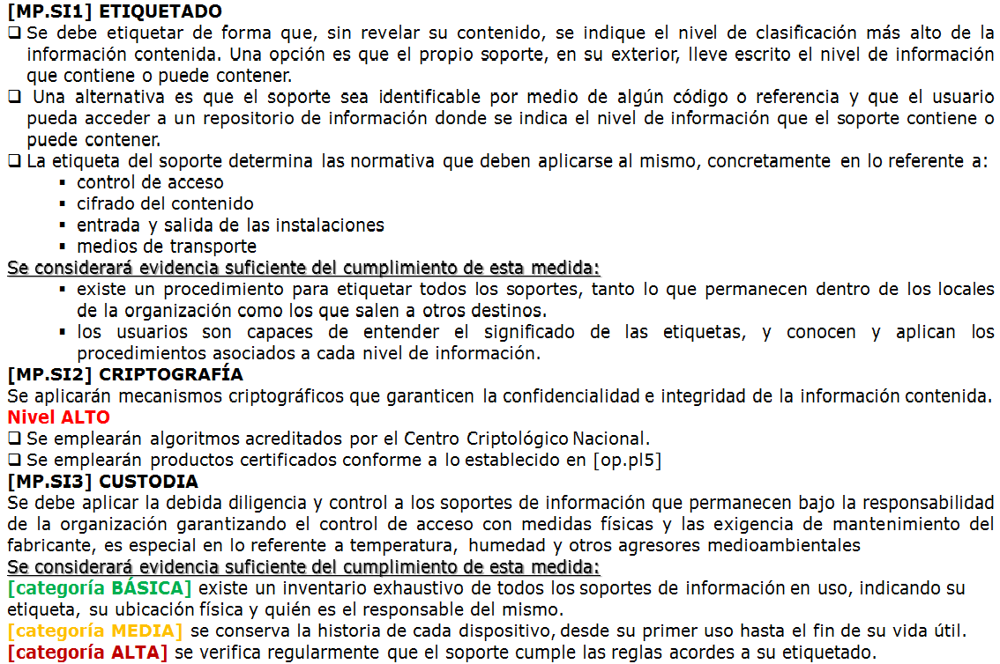 [MP.SI1] ETIQUETADO
❑ Se debe etiquetar de forma que, sin revelar su contenido, se indique el nivel de clasificación más alto de la
información contenida. Una opción es que el propio soporte, en su exterior, lleve escrito el nivel de información
que contiene o puede contener.
❑ Una alternativa es que el soporte sea identificable por medio de algún código o referencia y que el usuario
pueda acceder a un repositorio de información donde se indica el nivel de información que el soporte contiene o
puede contener.
❑ La etiqueta del soporte determina las normativa que deben aplicarse al mismo, concretamente en lo referente a:
▪ control de acceso
▪ cifrado del contenido
▪ entrada y salida de las instalaciones
▪ medios de transporte
Se considerará evidencia suficiente del cumplimiento de esta medida:
▪ existe un procedimiento para etiquetar todos los soportes, tanto lo que permanecen dentro de los locales
de la organización como los que salen a otros destinos.
▪ los usuarios son capaces de entender el significado de las etiquetas, y conocen y aplican los
procedimientos asociados a cada nivel de información.
[MP.SI2] CRIPTOGRAFÍA
Se aplicarán mecanismos criptográficos que garanticen la confidencialidad e integridad de la información contenida.
Nivel ALTO
❑ Se emplearán algoritmos acreditados por el Centro Criptológico Nacional.
❑ Se emplearán productos certificados conforme a lo establecido en [op.pl5]
[MP.SI3] CUSTODIA
Se debe aplicar la debida diligencia y control a los soportes de información que permanecen bajo la responsabilidad
de la organización garantizando el control de acceso con medidas físicas y las exigencia de mantenimiento del
fabricante, es especial en lo referente a temperatura, humedad y otros agresores medioambientales
Se considerará evidencia suficiente del cumplimiento de esta medida:
[categoría BÁSICA] existe un inventario exhaustivo de todos los soportes de información en uso, indicando su
etiqueta, su ubicación física y quién es el responsable del mismo.
[categoría MEDIA] se conserva la historia de cada dispositivo, desde su primer uso hasta el fin de su vida útil.
[categoría ALTA] se verifica regularmente que el soporte cumple las reglas acordes a su etiquetado.